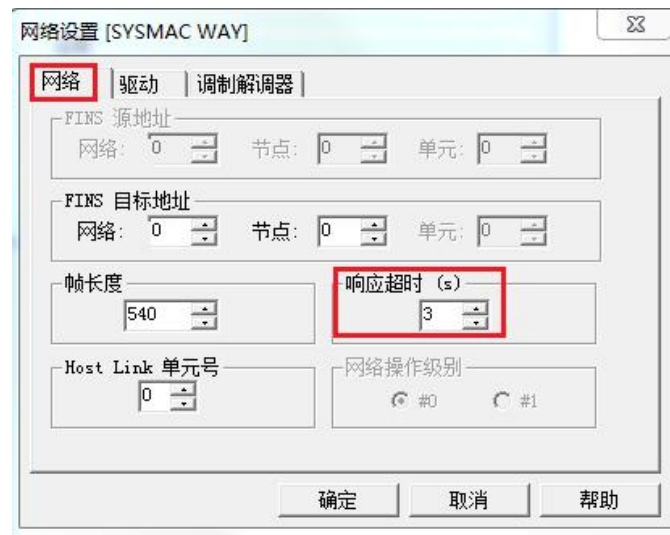 网络设置 [SYSMAC WAY]
网络 驱动 调制解调器
FINS 源地址
网络: 0 节点: 0 单元: 0
FINS 目标地址
网络: 0 节点: 0 单元: 0
帧长度 响应超时 (s)
540 3
Host Link 单元号 网络操作级别
0 #0 #1
确定 取消 帮助